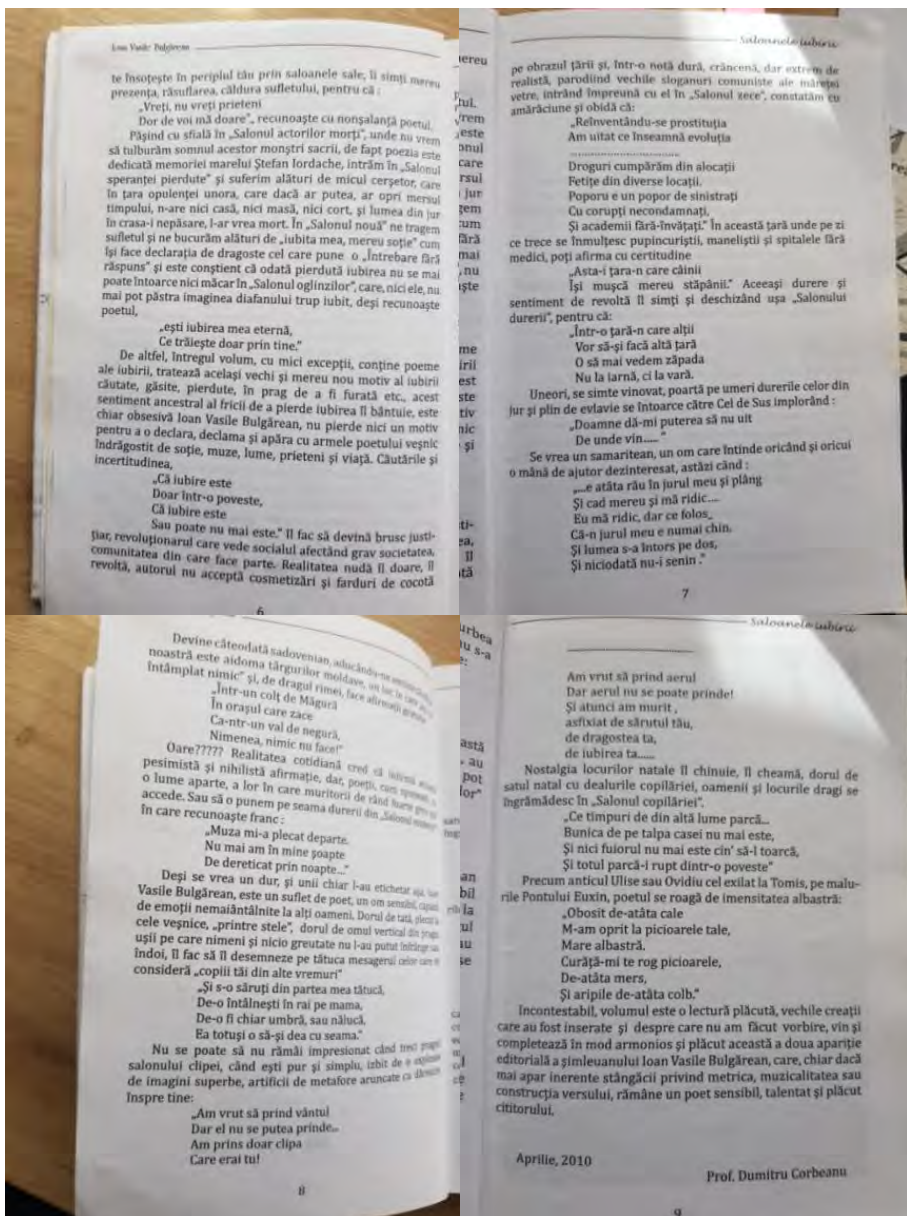 Ioan Vasile Bulgărean
te însoțește în periplul tău prin saloanele sale, îi simți mereu
prezența, răsuflarea, căldura sufletului, pentru că :
„Vreți, nu vreți prieteni
Dor de voi mă doare”, recunoaște cu nonșalanță poetul.
Pășind cu sfială în „Salonul actorilor morți”, unde nu vrem
să tulburăm somnul acestor monștri sacrii, de fapt poezia este
dedicată memoriei marelui Ștefan Iordache, intrăm în „Salonul
speranței pierdute” și suferim alături de micul cerșetor, care
în țara opulenței unora, care dacă ar putea, ar opri mersul
timpului, n-are nici casă, nici masă, nici cort, și lumea din jur
în crasa-i nepăsare, l-ar vrea mort. În „Salonul nouă” ne tragem
sufletul și ne bucurăm alături de „iubita mea, mereu soție” cum
își face declarația de dragoste cel care pune o „Întrebare fără
răspuns” și este conștient că odată pierdută iubirea nu se mai
poate întoarce nici măcar în „Salonul oglinzilor”, care, nici ele, nu
mai pot păstra imaginea diafanului trup iubit, deși recunoaște
poetul,
„ești iubirea mea eternă,
Ce trăiește doar prin tine.”
De altfel, întregul volum, cu mici excepții, conține poeme
ale iubirii, tratează același vechi și mereu nou motiv al iubirii
căutate, găsite, pierdute, în prag de a fi furată etc., acest
sentiment ancestral al fricii de a pierde iubirea îl bântuie, este
chiar obsesivă Ioan Vasile Bulgărean, nu pierde nici un motiv
pentru a o declara, declama și apăra cu armele poetului veșnic
îndrăgostit de soție, muze, lume, prieteni și viață. Căutările și
incertitudinea,
„Că iubire este
Doar într-o poveste,
Că iubire este
Sau poate nu mai este.” îl fac să devină brusc justi-
țiar, revoluționarul care vede socialul afectând grav societatea,
comunitatea din care face parte. Realitatea nudă îl doare, îl
revoltă, autorul nu acceptă cosmetizări și farduri de cocotă
6
Saloanele iubirii
pe obrazul țării și, într-o notă dură, crâncenă, dar extrem de
realistă, parodiind vechile sloganuri comuniste ale măreței
vetre, intrând împreună cu el în „Salonul zece”, constatăm cu
amărăciune și obidă că:
„Reînventându-se prostituția
Am uitat ce înseamnă evoluția
..............................
Droguri cumpărăm din alocații
Fetițe din diverse locații.
Poporu e un popor de sinistrați
Cu corupți necondamnați,
Și academii fără-învățați.” În această țară unde pe zi
ce trece se înmulțesc pupincuriștii, maneliștii și spitalele fără
medici, poți afirma cu certitudine
„Asta-i țara-n care câinii
Își mușcă mereu stăpânii.” Aceeași durere și
sentiment de revoltă îl simți și deschizând ușa „Salonului
durerii”, pentru că:
„Într-o țară-n care alții
Vor să-și facă altă țară
O să mai vedem zăpada
Nu la iarnă, ci la vară.
Uneori, se simte vinovat, poartă pe umeri durerile celor din
jur și plin de evlavie se întoarce către Cel de Sus implorând :
„Doamne dă-mi puterea să nu uit
De unde vin..... ”
Se vrea un samaritean, un om care întinde oricând și oricui
o mână de ajutor dezinteresat, astăzi când :
„...e atâta rău în jurul meu și plâng
Și cad mereu și mă ridic....
Eu mă ridic, dar ce folos,
Că-n jurul meu e numai chin.
Și lumea s-a întors pe dos,
Și niciodată nu-i senin .”
7
Devine câteodată sadovenian,
noastră este aidoma târgurilor moldave, un loc în care
întâmplat nimic” și, de dragul rimei, face afirmații
„Într-un colț de Măgură
În orașul care zace
Ca-ntr-un val de negură,
Nimenea, nimic nu face!”
Oare????? Realitatea cotidiană cred că
pesimistă și nihilistă afirmație, dar, poeții, cum
o lume aparte, a lor în care muritorii de rând foarte greu
accede. Sau să o punem pe seama durerii din „Salonul
în care recunoaște franc :
„Muza mi-a plecat departe.
Nu mai am în mine șoapte
De dereticat prin noapte...”
Deși se vrea un dur, și unii chiar l-au etichetat așa, Ioan
Vasile Bulgărean, este un suflet de poet, un om sensibil, capabil
de emoții nemaiântâlnite la alți oameni. Dorul de tată, plecat la
cele veșnice, „printre stele”, dorul de omul vertical din pragul
ușii pe care nimeni și nicio greutate nu l-au putut înfrânge sau
îndoi, îl fac să îl desemneze pe tătuca mesagerul celor care se
consideră „copiii tăi din alte vremuri”
„Și s-o săruți din partea mea tătucă,
De-o întâlnești în rai pe mama,
De-o fi chiar umbră, sau nălucă,
Ea totuși o să-și dea cu seama.”
Nu se poate să nu rămâi impresionat când treci pragul
salonului clipei, când ești pur și simplu, izbit de o explozie
de imagini superbe, artificii de metafore aruncate cu dărnicie
înspre tine:
„Am vrut să prind vântul
Dar el nu se putea prinde...
Am prins doar clipa
Care erai tu!
8
Saloanele iubirii
..............................
Am vrut să prind aerul
Dar aerul nu se poate prinde!
Și atunci am murit ,
asfixiat de sărutul tău,
de dragostea ta,
de iubirea ta......
Nostalgia locurilor natale îl chinuie, îl cheamă, dorul de
satul natal cu dealurile copilăriei, oamenii și locurile dragi se
îngrămădesc în „Salonul copilăriei”.
„Ce timpuri de din altă lume parcă...
Bunica de pe talpa casei nu mai este,
Și nici fuiorul nu mai este cin' să-l toarcă,
Și totul parcă-i rupt dintr-o poveste”
Precum anticul Ulise sau Ovidiu cel exilat la Tomis, pe malu-
rile Pontului Euxin, poetul se roagă de imensitatea albastră:
„Obosit de-atâta cale
M-am oprit la picioarele tale,
Mare albastră.
Curăță-mi te rog picioarele,
De-atâta mers,
Și aripile de-atâta colb.”
Incontestabil, volumul este o lectură plăcută, vechile creații
care au fost inserate și despre care nu am făcut vorbire, vin și
completează în mod armonios și plăcut această a doua apariție
editorială a șimleuanului Ioan Vasile Bulgărean, care, chiar dacă
mai apar inerente stângăcii privind metrica, muzicalitatea sau
construcția versului, rămâne un poet sensibil, talentat și plăcut
cititorului.
Aprilie, 2010
Prof. Dumitru Corbeanu
9